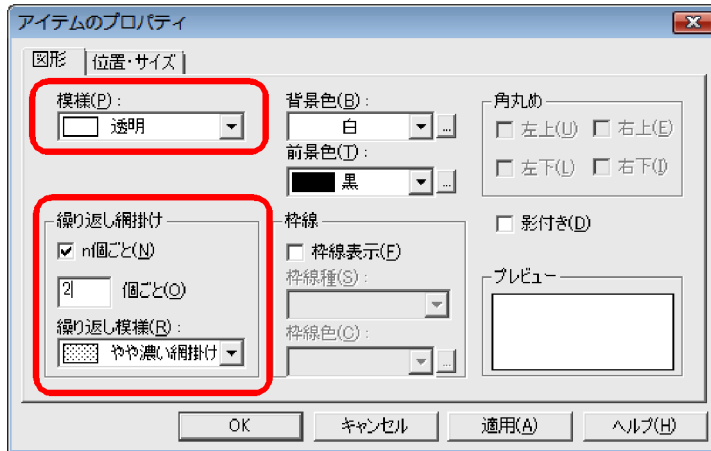 アイテムのプロパティ
図形
位置・サイズ
模様(P):
透明
背景色(B):
白
前景色(T):
黒
角丸め
左上(U)
右上(E)
左下(L)
右下(I)
繰り返し網掛け
n個ごと(N)
2 個ごと(O)
繰り返し模様(R):
やや濃い網掛け
枠線
枠線表示(F)
枠線種(S):
枠線色(C):
影付き(D)
プレビュー
OK
キャンセル
適用(A)
ヘルプ(H)